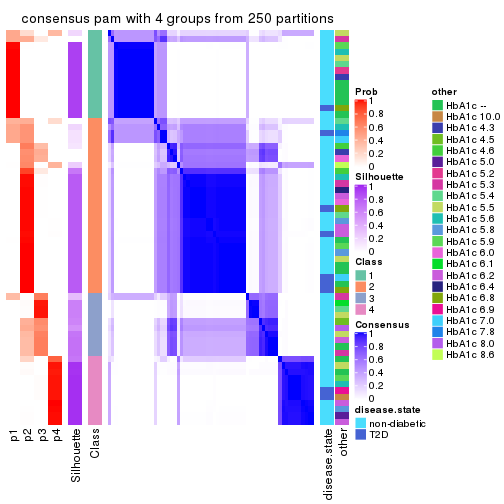 consensus pam with 4 groups from 250 partitions
Prob
1
0.8
0.6
0.4
0.2
0
Silhouette
1
0.8
0.6
0.4
0.2
0
Class
1
2
3
4
Consensus
1
0.8
0.6
0.4
0.2
0
disease.state
non-diabetic
T2D
other
HbA1c --
HbA1c 10.0
HbA1c 4.3
HbA1c 4.5
HbA1c 4.6
HbA1c 5.0
HbA1c 5.2
HbA1c 5.3
HbA1c 5.4
HbA1c 5.5
HbA1c 5.6
HbA1c 5.8
HbA1c 5.9
HbA1c 6.0
HbA1c 6.1
HbA1c 6.2
HbA1c 6.4
HbA1c 6.8
HbA1c 6.9
HbA1c 7.0
HbA1c 7.8
HbA1c 8.0
HbA1c 8.6
p1
p2
p3
p4
Silhouette
Class
disease.state
other